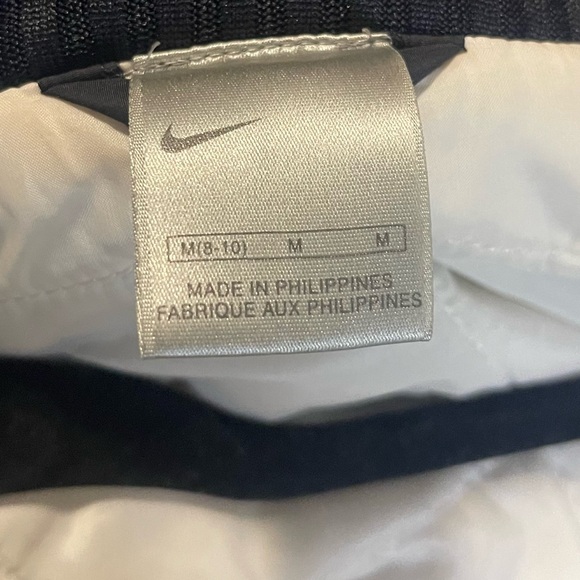 M(8-10) M M
MADE IN PHILIPPINES
FABRIQUE AUX PHILIPPINES